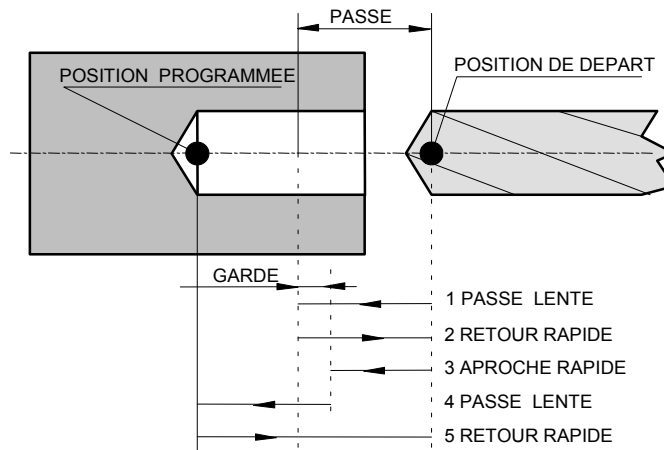 PASSE
POSITION PROGRAMMEE
POSITION DE DEPART
GARDE
1 PASSE LENTE
2 RETOUR RAPIDE
3 APROCHE RAPIDE
4 PASSE LENTE
5 RETOUR RAPIDE